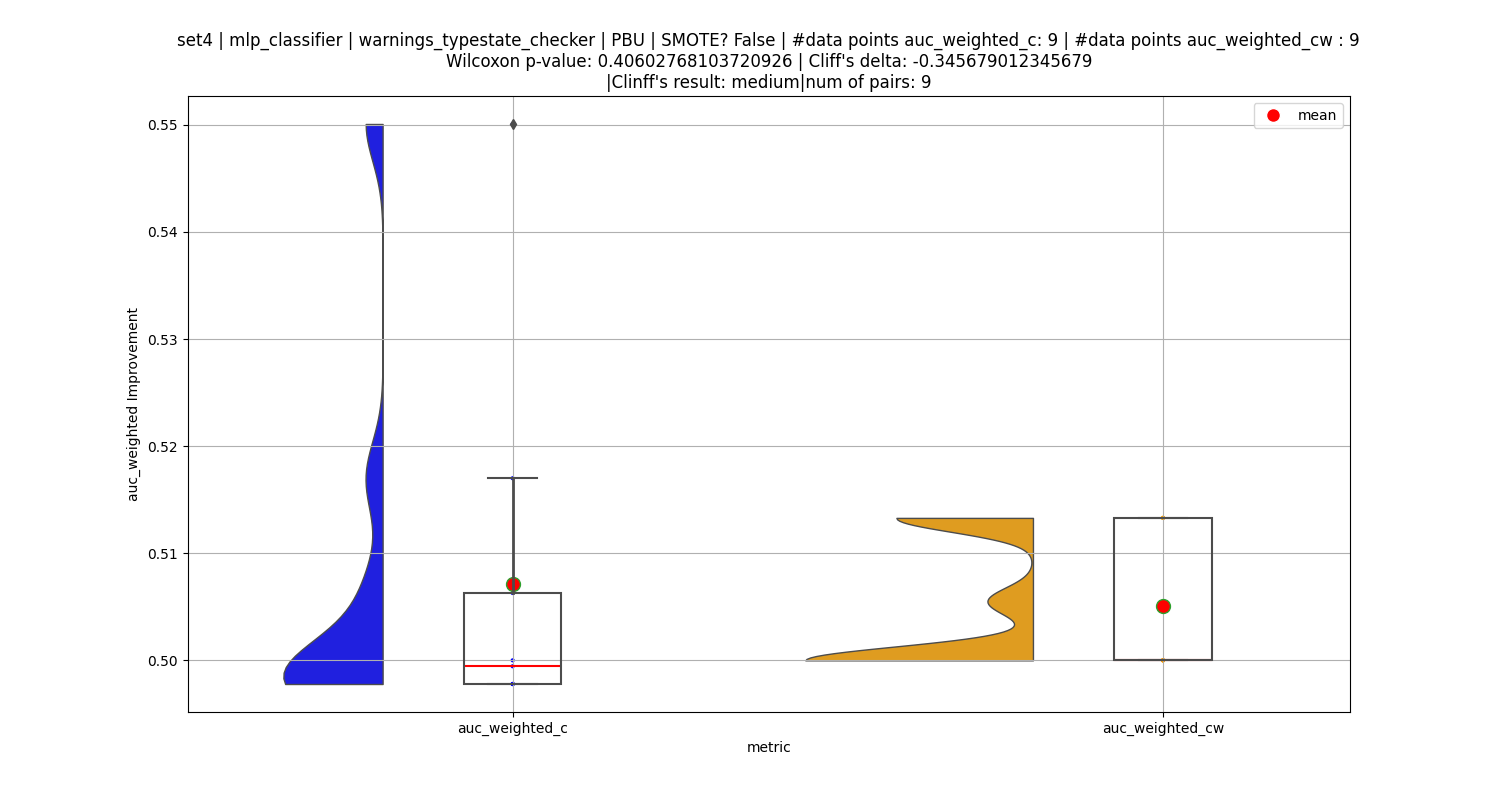 set4 | mlp_classifier | warnings_typestate_checker | PBU | SMOTE? False | #data points auc_weighted_c: 9 | #data points auc_weighted_cw : 9
Wilcoxon p-value: 0.40602768103720926 | Cliff's delta: -0.345679012345679
|Clinff's result: medium|num of pairs: 9
mean
0.55
0.54
0.53
0.52
0.51
0.50
auc_weighted Improvement
auc_weighted_c
auc_weighted_cw
metric